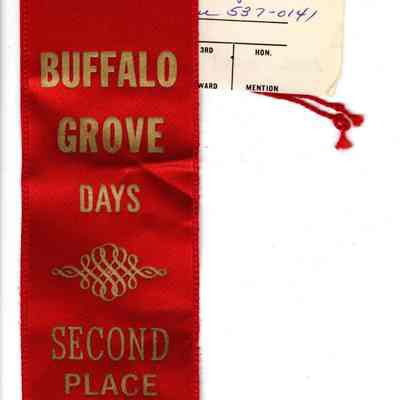 537-0141
3RD HON.
WARD MENTION
BUFFALO
GROVE
DAYS
SECOND
PLACE